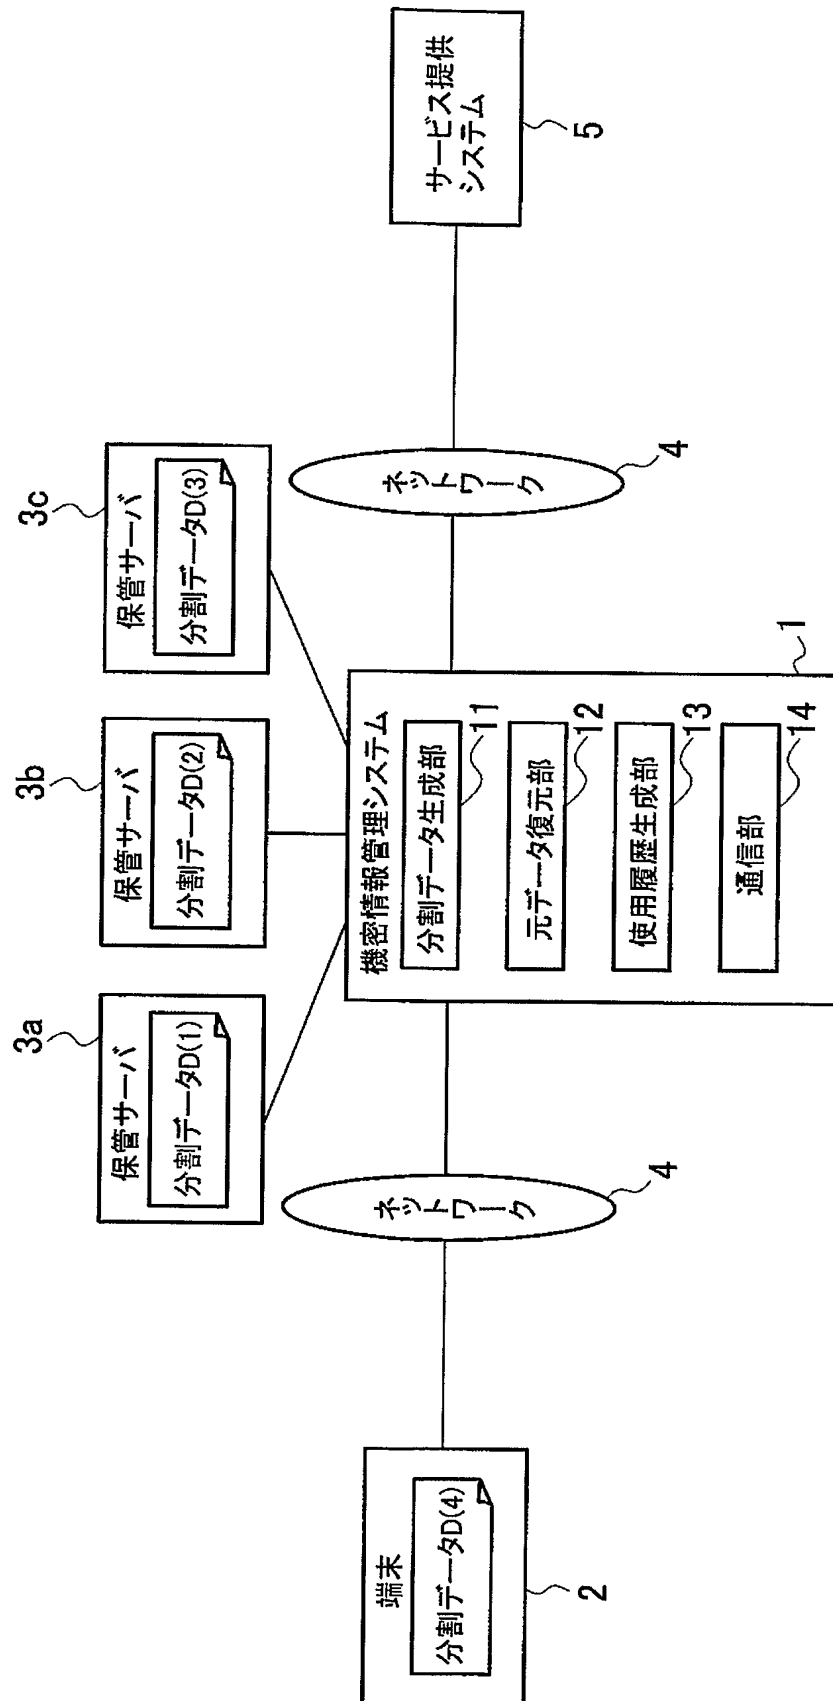 3a
保管サーバ
分割データD(1)
3b
保管サーバ
分割データD(2)
3c
保管サーバ
分割データD(3)
端末
分割データD(4)
2
ネットワーク
4
機密情報管理システム
1
分割データ生成部
11
元データ復元部
12
使用履歴生成部
13
通信部
14
ネットワーク
4
サービス提供
システム
5